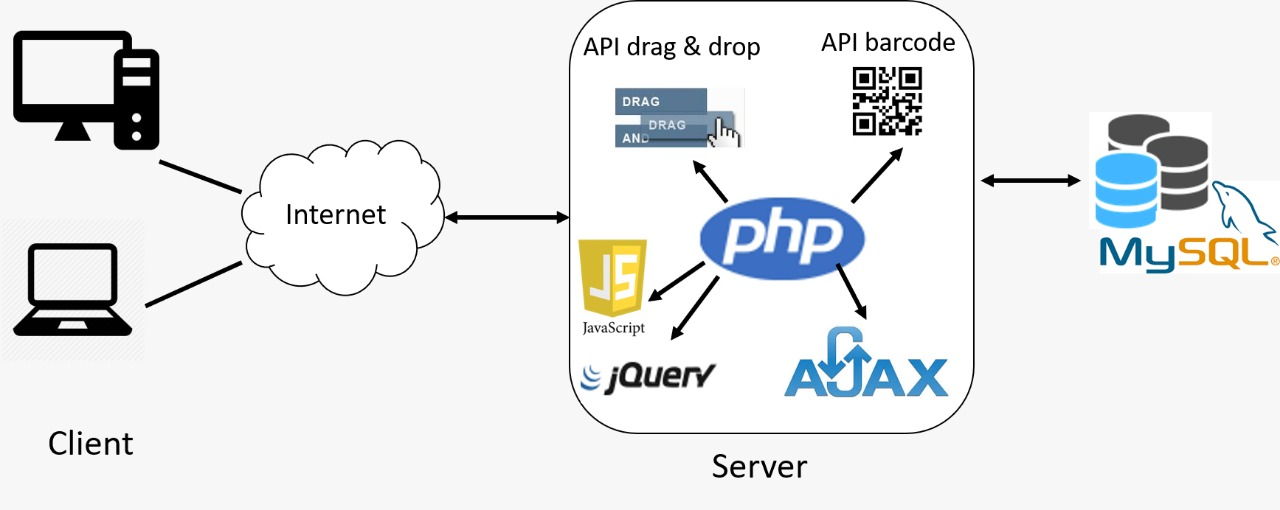 API drag & drop
API barcode
DRAG
DRAG
AND
Internet
php
JS
JavaScript
jQuery
AJAX
MySQL®
Client
Server